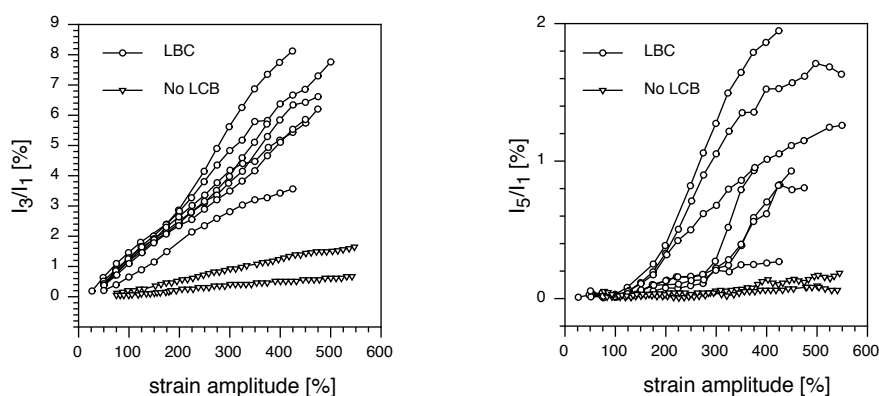 9
8
7
6
5
4
3
2
1
0
I3/I1 [%]
LBC
No LCB
100 200 300 400 500 600
strain amplitude [%]
2
1
0
I5/I1 [%]
LBC
No LCB
0 100 200 300 400 500 600
strain amplitude [%]